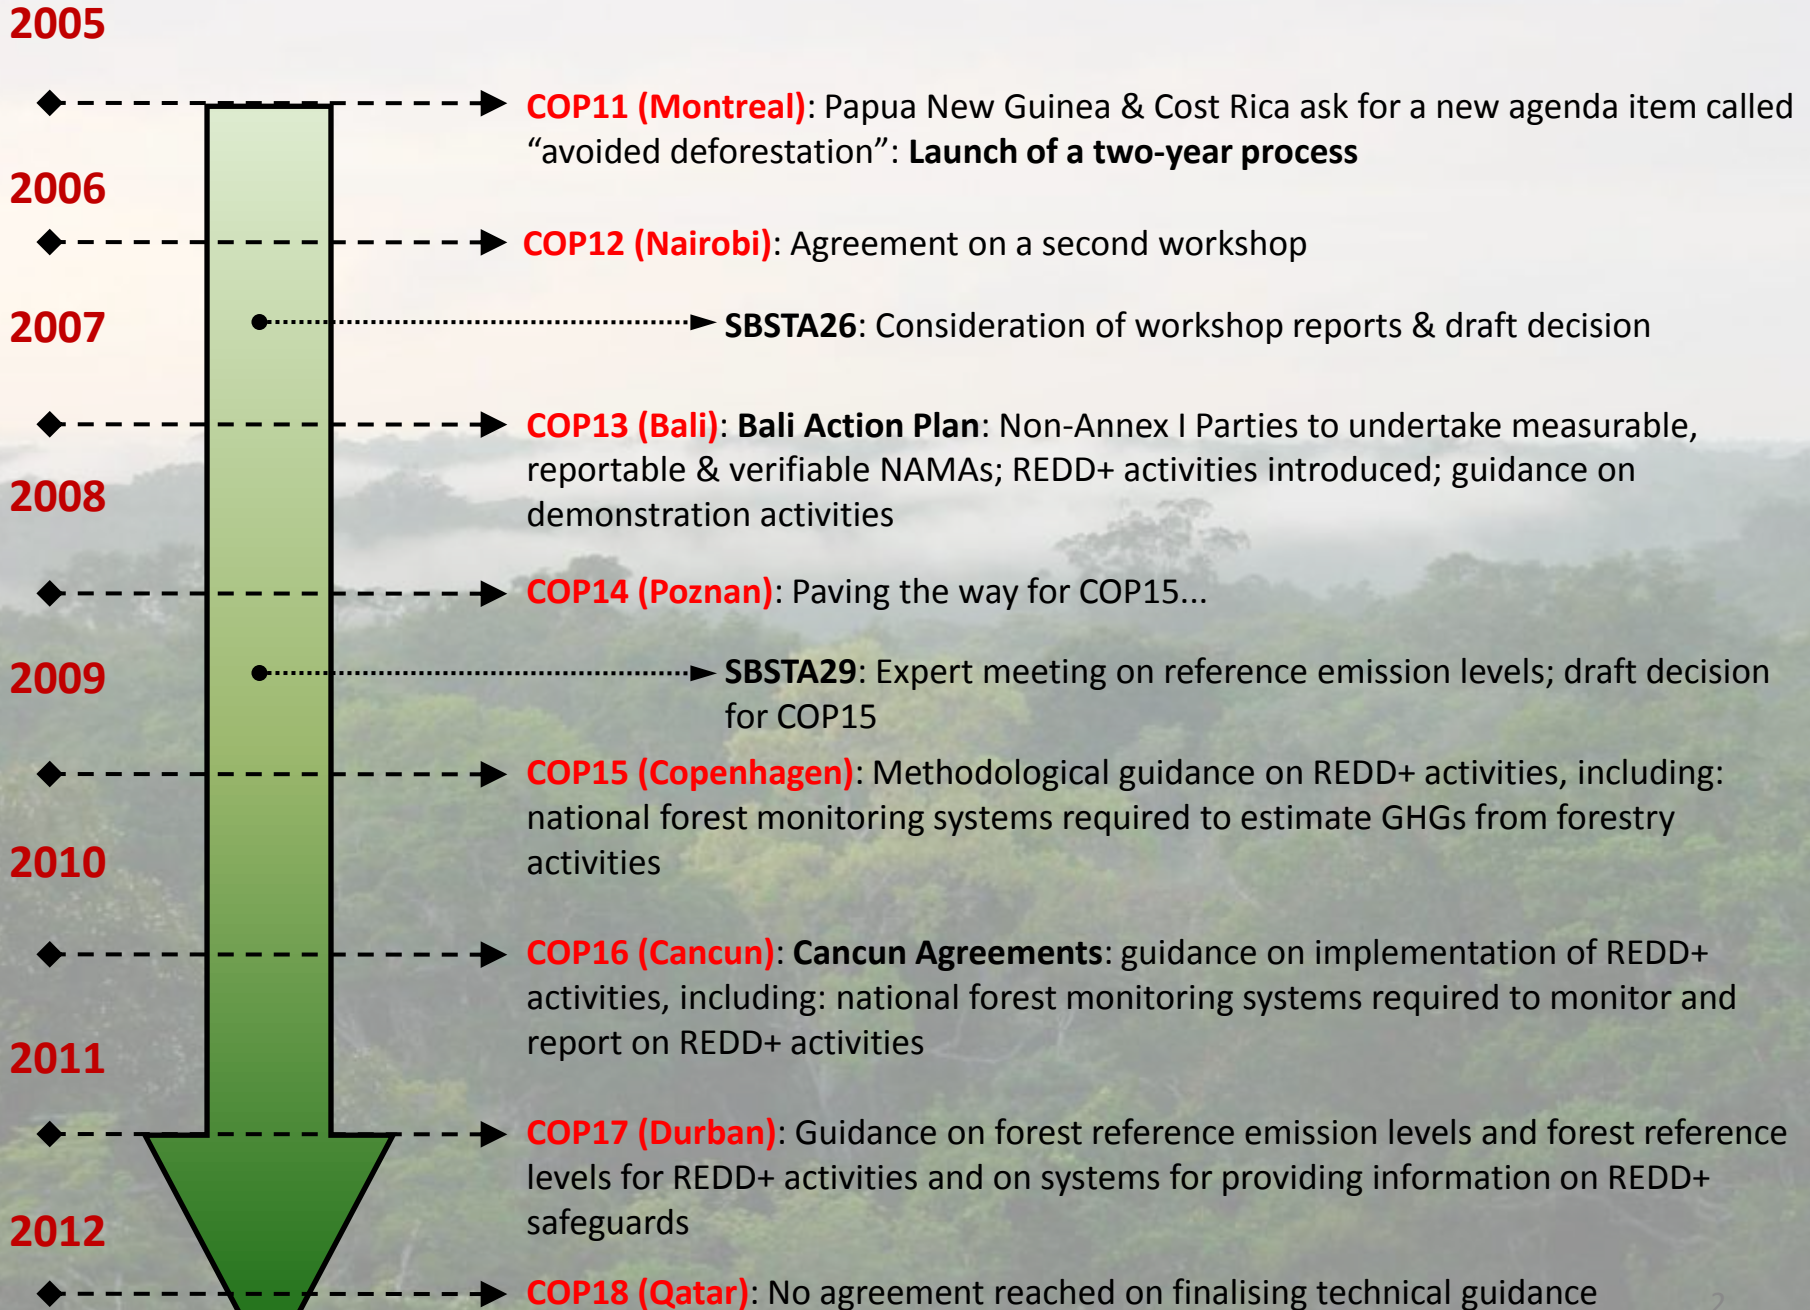 2005
COP11 (Montreal): Papua New Guinea & Cost Rica ask for a new agenda item called
“avoided deforestation”: Launch of a two-year process
2006
COP12 (Nairobi): Agreement on a second workshop
2007
SBSTA26: Consideration of workshop reports & draft decision
COP13 (Bali): Bali Action Plan: Non-Annex I Parties to undertake measurable,
reportable & verifiable NAMAs; REDD+ activities introduced; guidance on
demonstration activities
2008
COP14 (Poznan): Paving the way for COP15...
2009
SBSTA29: Expert meeting on reference emission levels; draft decision
for COP15
COP15 (Copenhagen): Methodological guidance on REDD+ activities, including:
national forest monitoring systems required to estimate GHGs from forestry
activities
2010
COP16 (Cancun): Cancun Agreements: guidance on implementation of REDD+
activities, including: national forest monitoring systems required to monitor and
report on REDD+ activities
2011
COP17 (Durban): Guidance on forest reference emission levels and forest reference
levels for REDD+ activities and on systems for providing information on REDD+
safeguards
2012
COP18 (Qatar): No agreement reached on finalising technical guidance
2